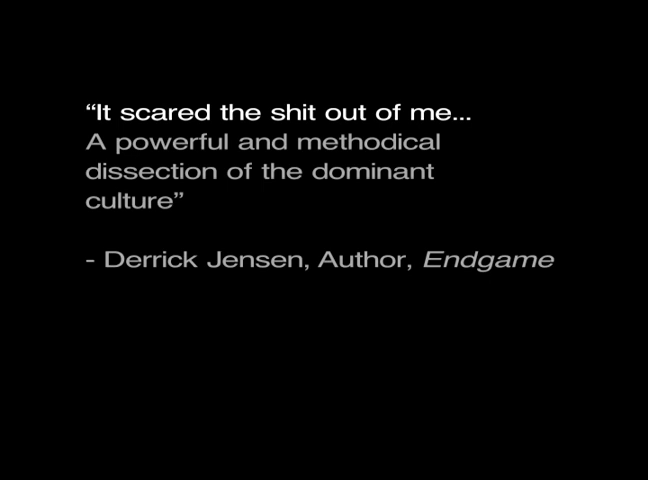 “It scared the shit out of me...
A powerful and methodical
dissection of the dominant
culture”
- Derrick Jensen, Author, Endgame